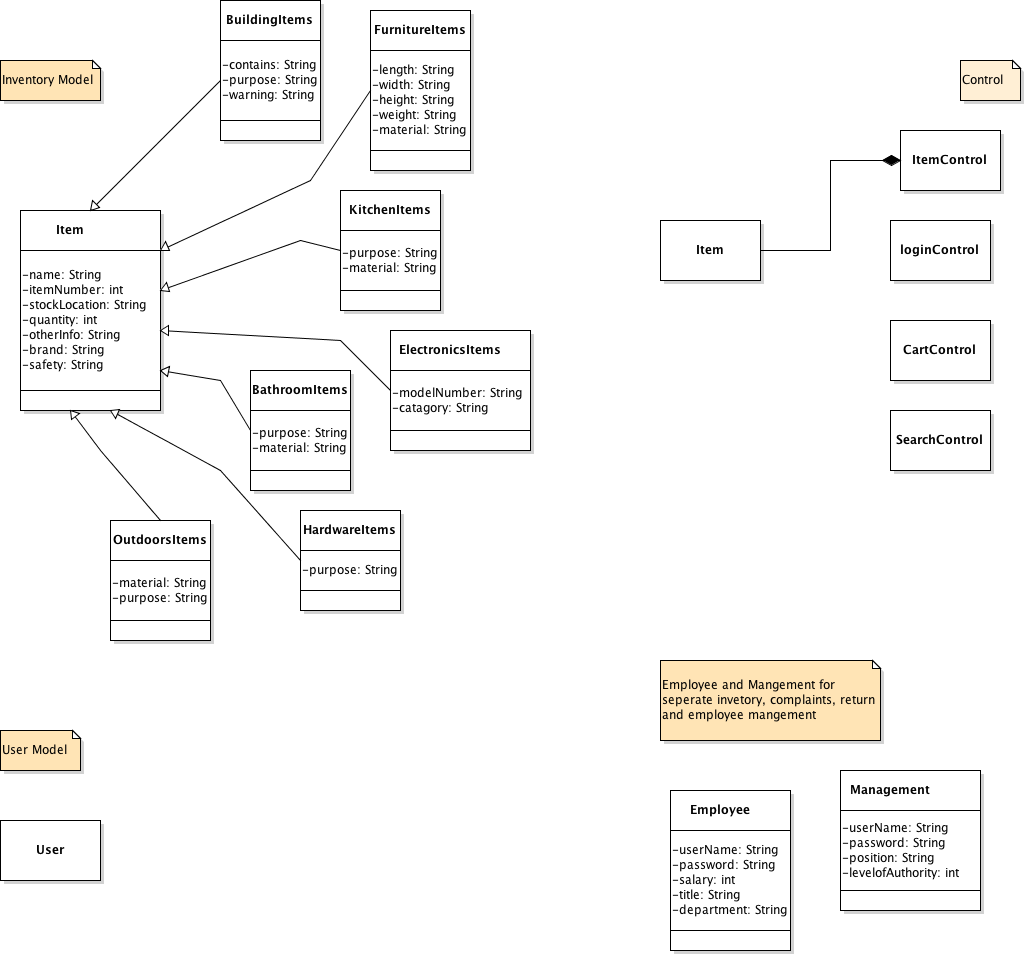 Inventory Model
BuildingItems
-contains: String
-purpose: String
-warning: String
FurnitureItems
-length: String
-width: String
-height: String
-weight: String
-material: String
Item
-name: String
-itemNumber: int
-stockLocation: String
-quantity: int
-otherInfo: String
-brand: String
-safety: String
KitchenItems
-purpose: String
-material: String
ElectronicsItems
-modelNumber: String
-catagory: String
BathroomItems
-purpose: String
-material: String
HardwareItems
-purpose: String
OutdoorsItems
-material: String
-purpose: String
Control
ItemControl
Item
loginControl
CartControl
SearchControl
User Model
User
Employee and Mangement for
seperate invetory, complaints, return
and employee mangement
Employee
-userName: String
-password: String
-salary: int
-title: String
-department: String
Management
-userName: String
-password: String
-position: String
-levelofAuthority: int